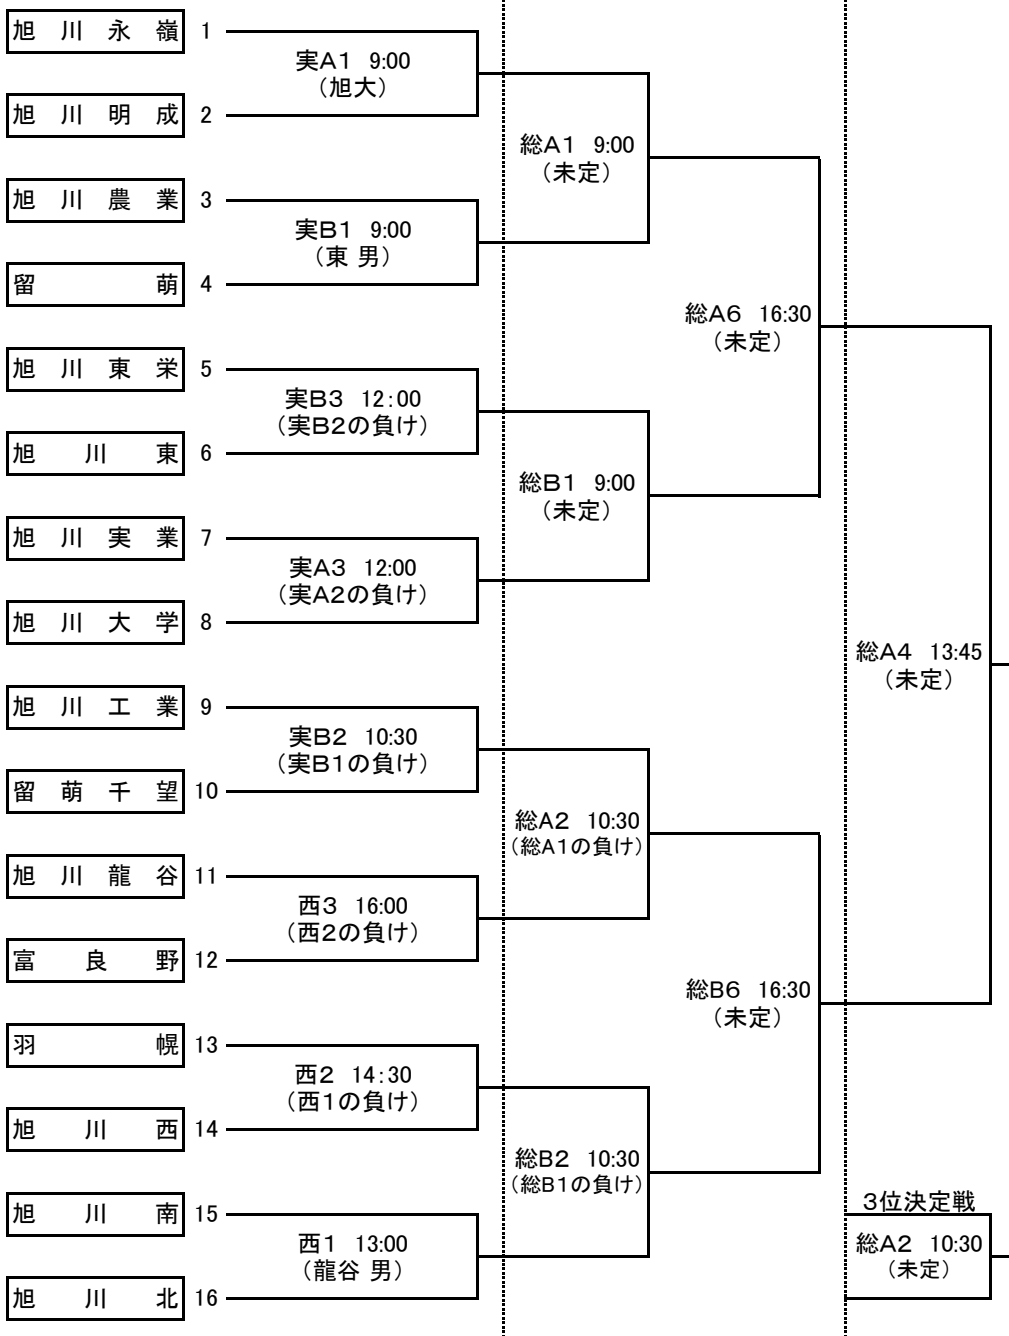 旭川永嶺 1
実A1 9:00
（旭大）
旭川明成 2
総A1 9:00
（未定）
旭川農業 3
実B1 9:00
（東 男）
留萌 4
総A6 16:30
（未定）
旭川東栄 5
実B3 12:00
（実B2の負け）
旭川東 6
総B1 9:00
（未定）
旭川実業 7
実A3 12:00
（実A2の負け）
旭川大学 8
総A4 13:45
（未定）
旭川工業 9
実B2 10:30
（実B1の負け）
留萌千望 10
総A2 10:30
（総A1の負け）
旭川龍谷 11
西3 16:00
（西2の負け）
富良野 12
総B6 16:30
（未定）
羽幌 13
西2 14:30
（西1の負け）
旭川西 14
総B2 10:30
（総B1の負け）
旭川南 15
西1 13:00
（龍谷 男）
旭川北 16
3位決定戦
総A2 10:30
（未定）